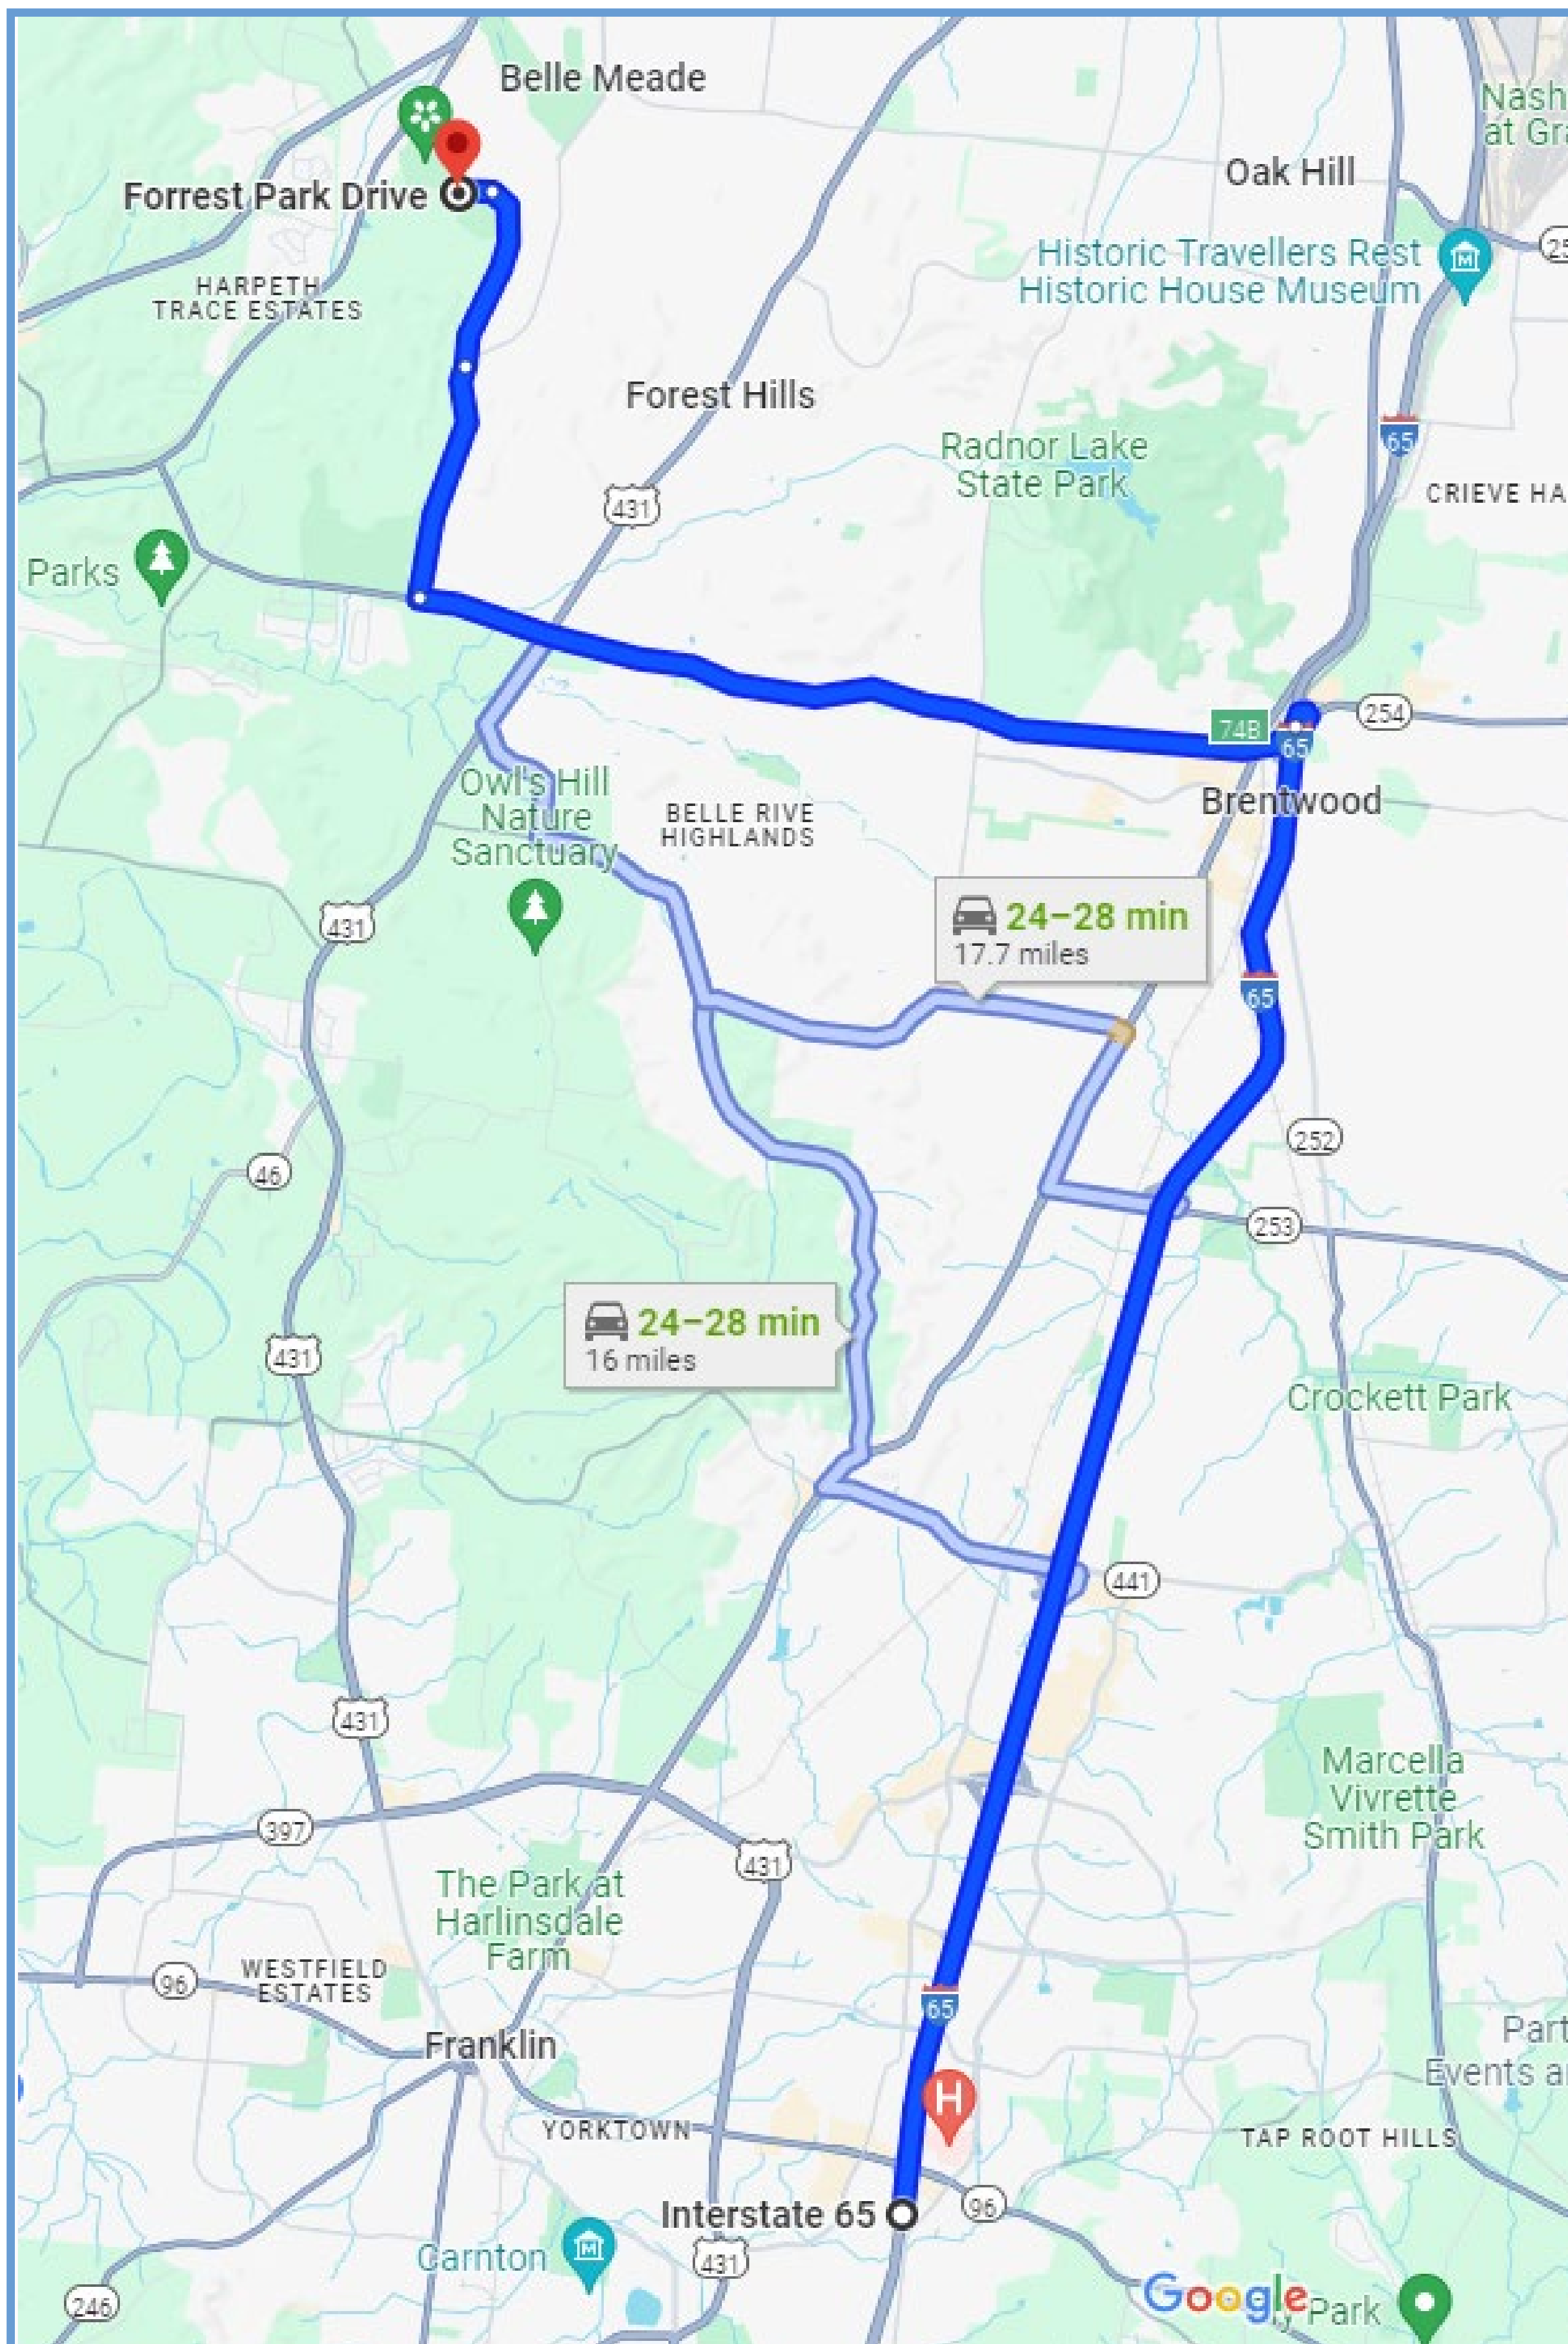 Belle Meade
Nash
at Gra
Oak Hill
Forrest Park Drive
Historic Travellers Rest
Historic House Museum
25
HARPETH
TRACE ESTATES
Forest Hills
65
Radnor Lake
State Park
CRIEVE HA
431
Parks
254
74B
65
Brentwood
Owl's Hill
Nature
Sanctuary
BELLE RIVE
HIGHLANDS
24–28 min
17.7 miles
431
65
252
46
253
24–28 min
16 miles
431
Crockett Park
441
431
Marcella
Vivrette
Smith Park
397
431
The Park at
Harlinsdale
Farm
96
WESTFIELD
ESTATES
65
Franklin
Part
Events a
H
YORKTOWN
TAP ROOT HILLS
Interstate 65
96
Carnton
431
246
Google
y Park